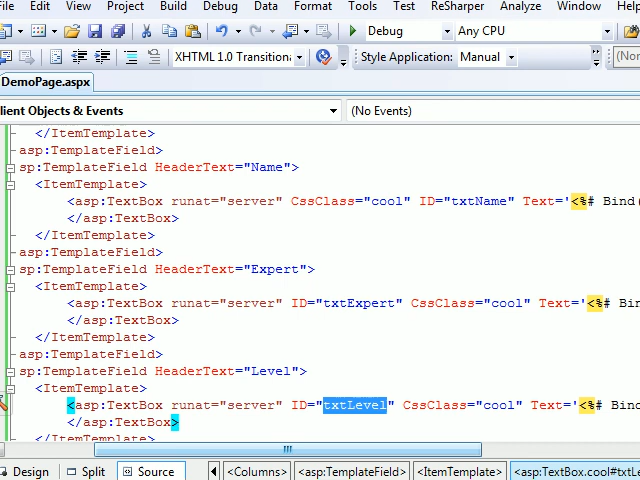 File Edit View Project Build Debug Data Format Tools Test ReSharper Analyze Window Help
Debug Any CPU
XHTML 1.0 Transition Style Application: Manual (Non
DemoPage.aspx
lient Objects & Events (No Events)
</ItemTemplate>
asp:TemplateField>
sp:TemplateField HeaderText="Name">
<ItemTemplate>
<asp:TextBox runat="server" CssClass="cool" ID="txtName" Text='<%# Bind(
</asp:TextBox>
</ItemTemplate>
asp:TemplateField>
sp:TemplateField HeaderText="Expert">
<ItemTemplate>
<asp:TextBox runat="server" ID="txtExpert" CssClass="cool" Text='<%# Bin
</asp:TextBox>
</ItemTemplate>
asp:TemplateField>
sp:TemplateField HeaderText="Level">
<ItemTemplate>
<asp:TextBox runat="server" ID="txtLevel" CssClass="cool" Text='<%# Bind
</asp:TextBox>
</ItemTemplate>
Design Split Source <Columns> <asp:TemplateField> <ItemTemplate> <asp:TextBox.cool#txtLe